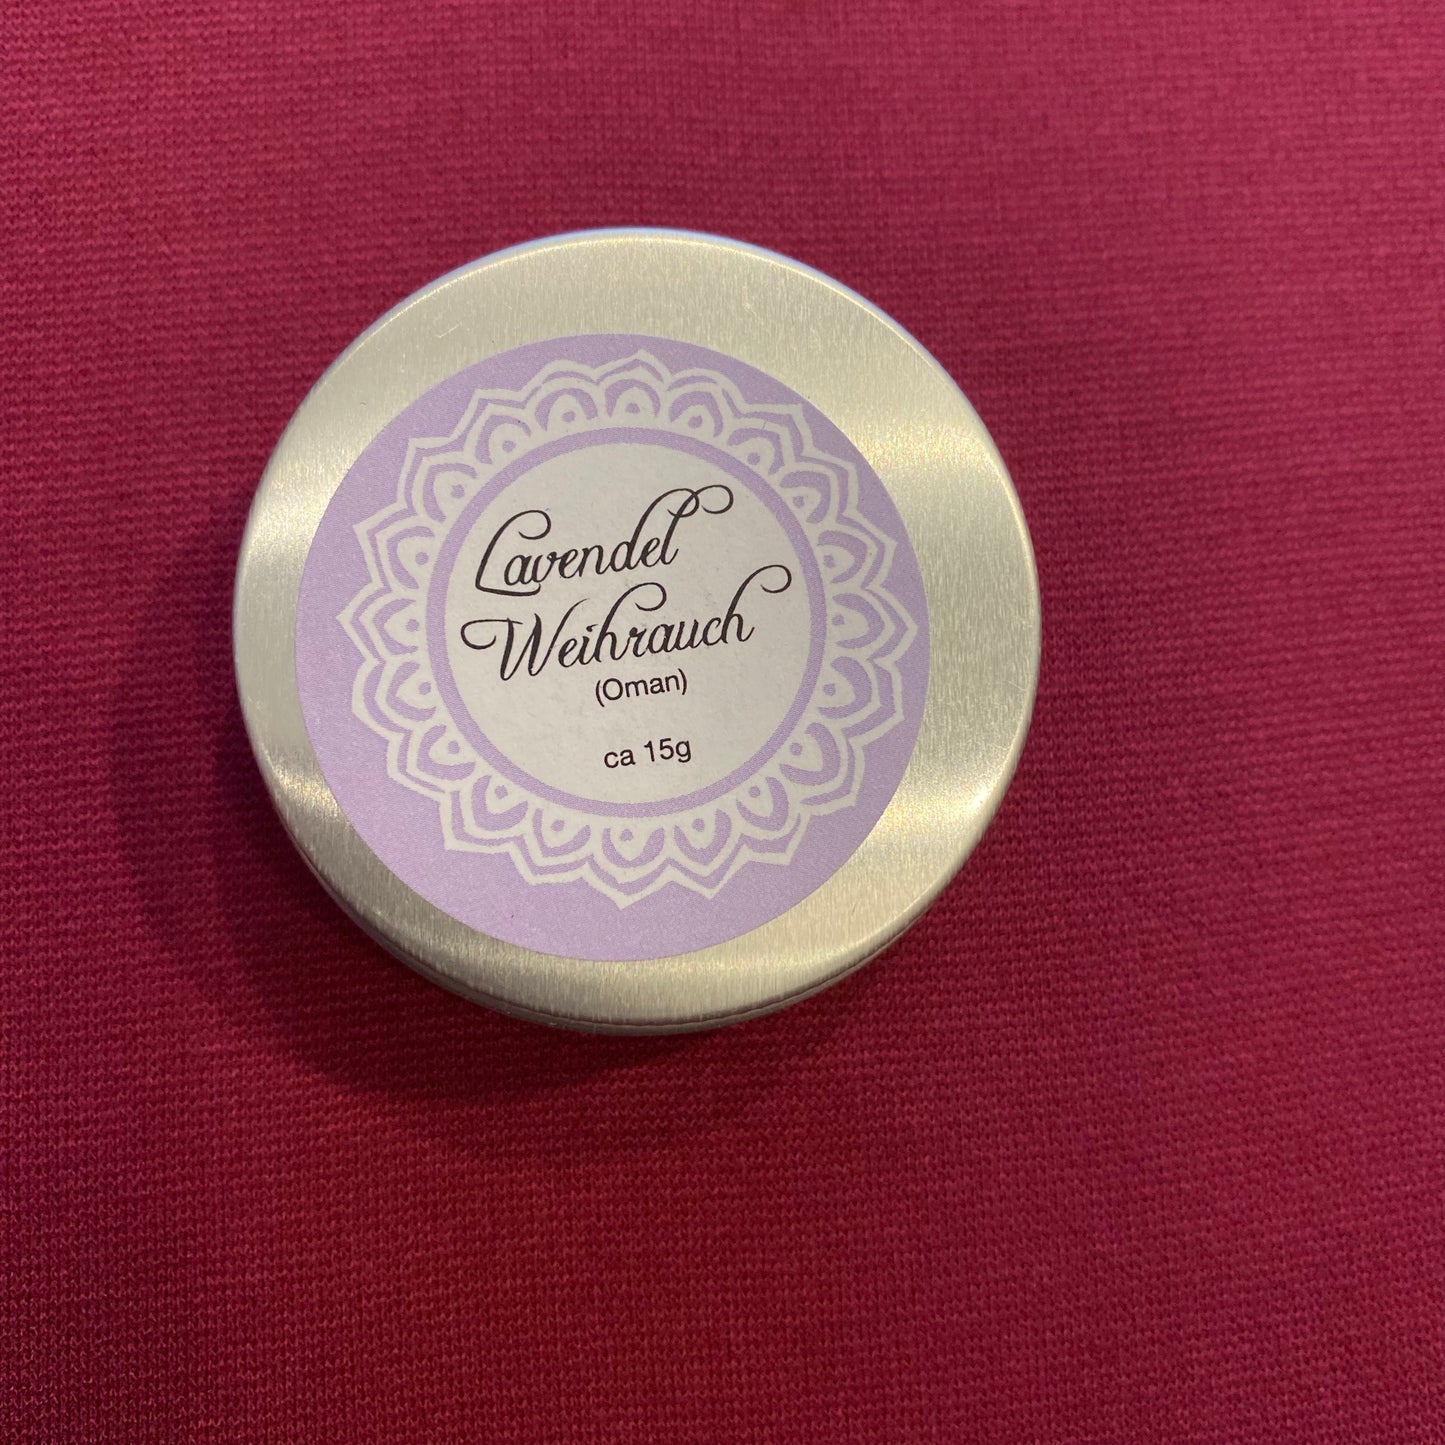 Lavendel
Weihrauch
(Oman)
ca 15g